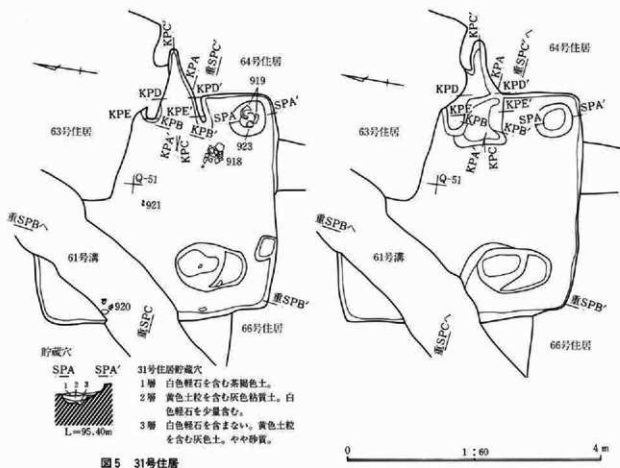 KPC'
KPA
重SPC'
64号住居
919
KPD
KPD'
KPE
KPE'
SPA
SPA'
KPB
KPB'
63号住居
KPA'
KPC
923
918
Q-51
921
重SPBへ
61号溝
920
重SPC
重SPB'
66号住居
KPC'
KPA
重SPC'へ
64号住居
KPD
KPD'
KPE
KPE'
SPA
SPA'
KPB
KPB'
63号住居
KPA'
KPC
Q-51
重SPBへ
61号溝
重SPCへ
重SPB'
66号住居
貯蔵穴
SPA SPA'
1 2 3
L=95.40m
31号住居貯蔵穴
1層 白色軽石を含む茶褐色土。
2層 黄色土粒を含む灰色粘質土。白
色軽石を少量含む。
3層 白色軽石を含まない。黄色土粒
を含む灰色土。やや砂質。
0 1:60 4m
図5 31号住居